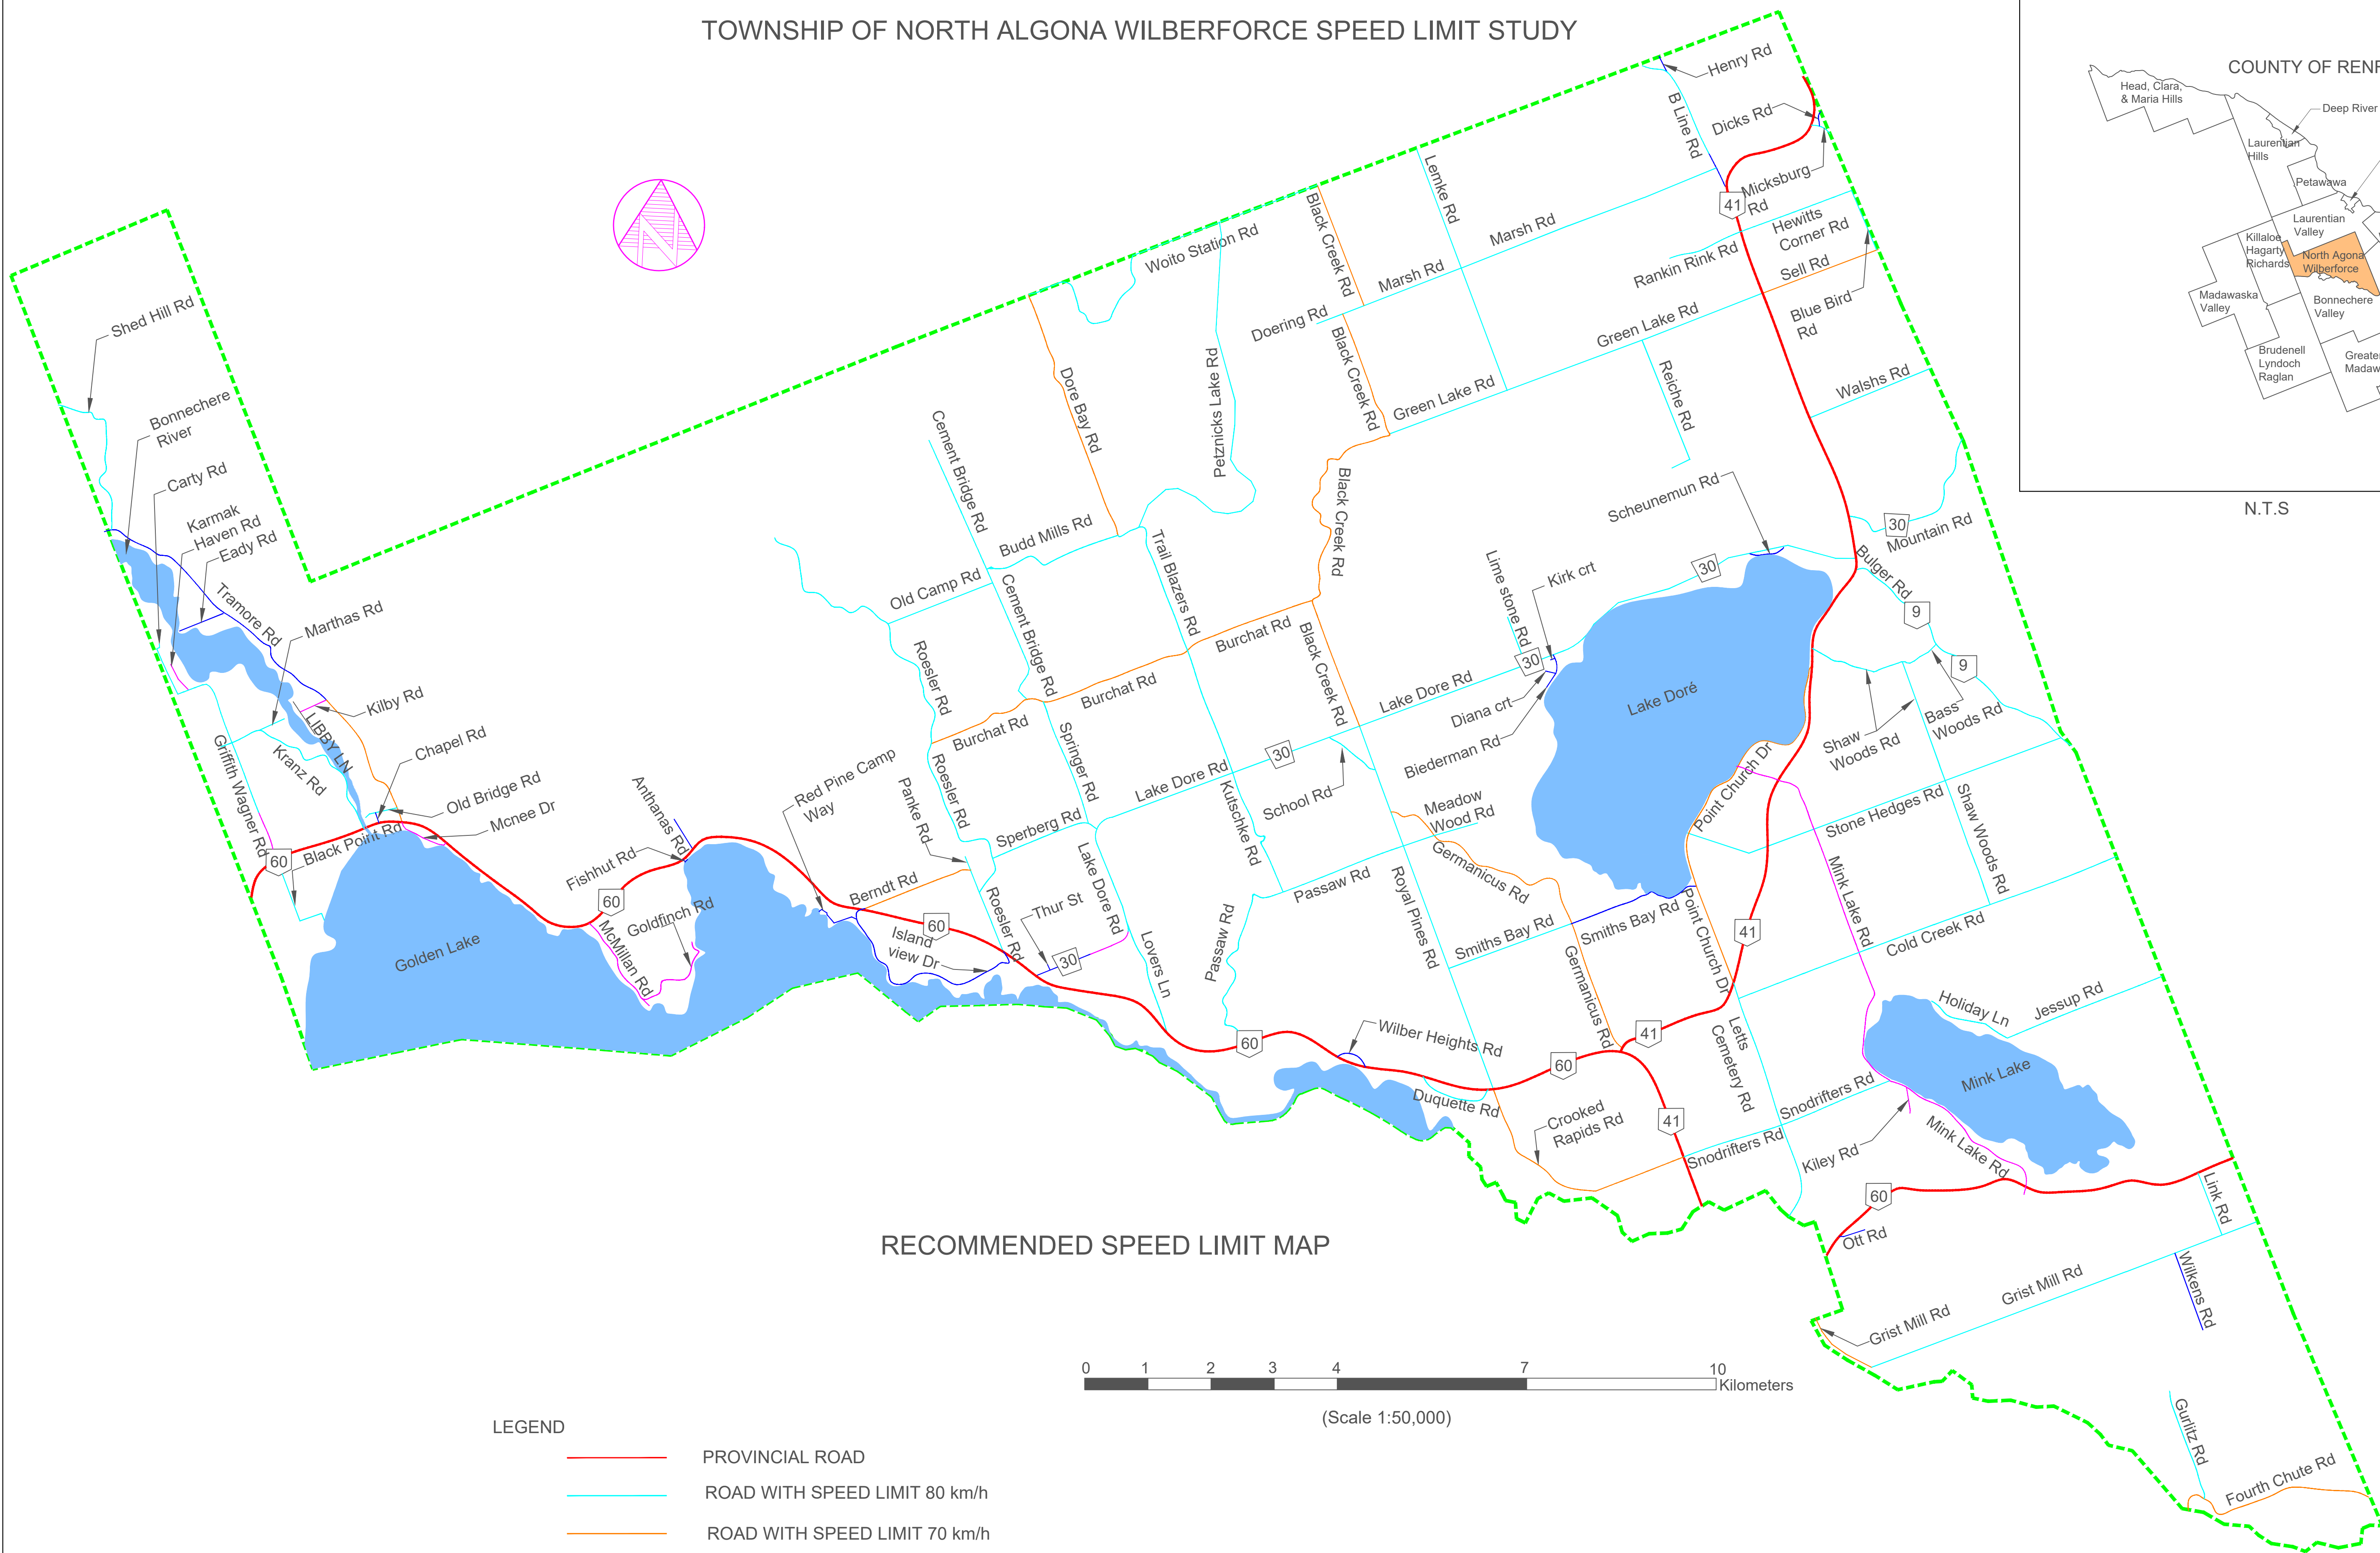 TOWNSHIP OF NORTH ALGONA WILBERFORCE SPEED LIMIT STUDY
COUNTY OF RENF
Head, Clara,
& Maria Hills
Deep River
Laurentian
Hills
Petawawa
Laurentian
Valley
Killaloe
Hagarty
Richards
North Agona
Wilberforce
Madawaska
Valley
Bonnechere
Valley
Brudenell
Lyndoch
Raglan
Greater
Madaw
N.T.S
Henry Rd
B Line Rd
Dicks Rd
Micksburg
Rd
41
Hewitts
Corner Rd
Rankin Rink Rd
Sell Rd
Blue Bird
Rd
Lemke Rd
Marsh Rd
Marsh Rd
Black Creek Rd
Doering Rd
Black Creek Rd
Green Lake Rd
Green Lake Rd
Reiche Rd
Walshs Rd
Woito Station Rd
Petznicks Lake Rd
Dore Bay Rd
Shed Hill Rd
Bonnechere
River
Carty Rd
Karmak
Haven Rd
Eady Rd
Tramore Rd
Marthas Rd
Kilby Rd
LIBBY LN
Chapel Rd
Old Bridge Rd
Mcnee Dr
Kranz Rd
Griffith Wagner Rd
60
Black Point Rd
Golden Lake
Cement Bridge Rd
Budd Mills Rd
Old Camp Rd
Cement Bridge Rd
Trail Blazers Rd
Black Creek Rd
Roesler Rd
Burchat Rd
Burchat Rd
Burchat Rd
Black Creek Rd
Springer Rd
Roesler Rd
Panke Rd
Red Pine Camp
Way
Anthanas Rd
Fishhut Rd
60
Goldfinch Rd
McMillan Rd
Berndt Rd
60
Island
view Dr
Roesler Rd
Thur St
30
Sperberg Rd
Lake Dore Rd
Lake Dore Rd
30
Kutschke Rd
School Rd
Lovers Ln
Passaw Rd
Passaw Rd
Lake Dore Rd
Lime stone Rd
30
Kirk crt
Diana crt
Biederman Rd
Scheunemun Rd
30
Lake Doré
Bulger Rd
30
Mountain Rd
9
9
Shaw
Woods Rd
Bass
Woods Rd
Point Church Dr
Stone Hedges Rd
Shaw Woods Rd
Mink Lake Rd
Meadow
Wood Rd
Germanicus Rd
Royal Pines Rd
Smiths Bay Rd
Smiths Bay Rd
Point Church Dr
41
Cold Creek Rd
Germanicus Rd
41
Letts
Cemetery Rd
Holiday Ln
Jessup Rd
Mink Lake
60
Wilber Heights Rd
60
Duquette Rd
Crooked
Rapids Rd
41
Snodrifters Rd
Snodrifters Rd
Kiley Rd
Mink Lake Rd
60
Ott Rd
Link Rd
Grist Mill Rd
Wilkens Rd
Grist Mill Rd
Gurlitz Rd
Fourth Chute Rd
RECOMMENDED SPEED LIMIT MAP
0 1 2 3 4 7 10
Kilometers
(Scale 1:50,000)
LEGEND
PROVINCIAL ROAD
ROAD WITH SPEED LIMIT 80 km/h
ROAD WITH SPEED LIMIT 70 km/h